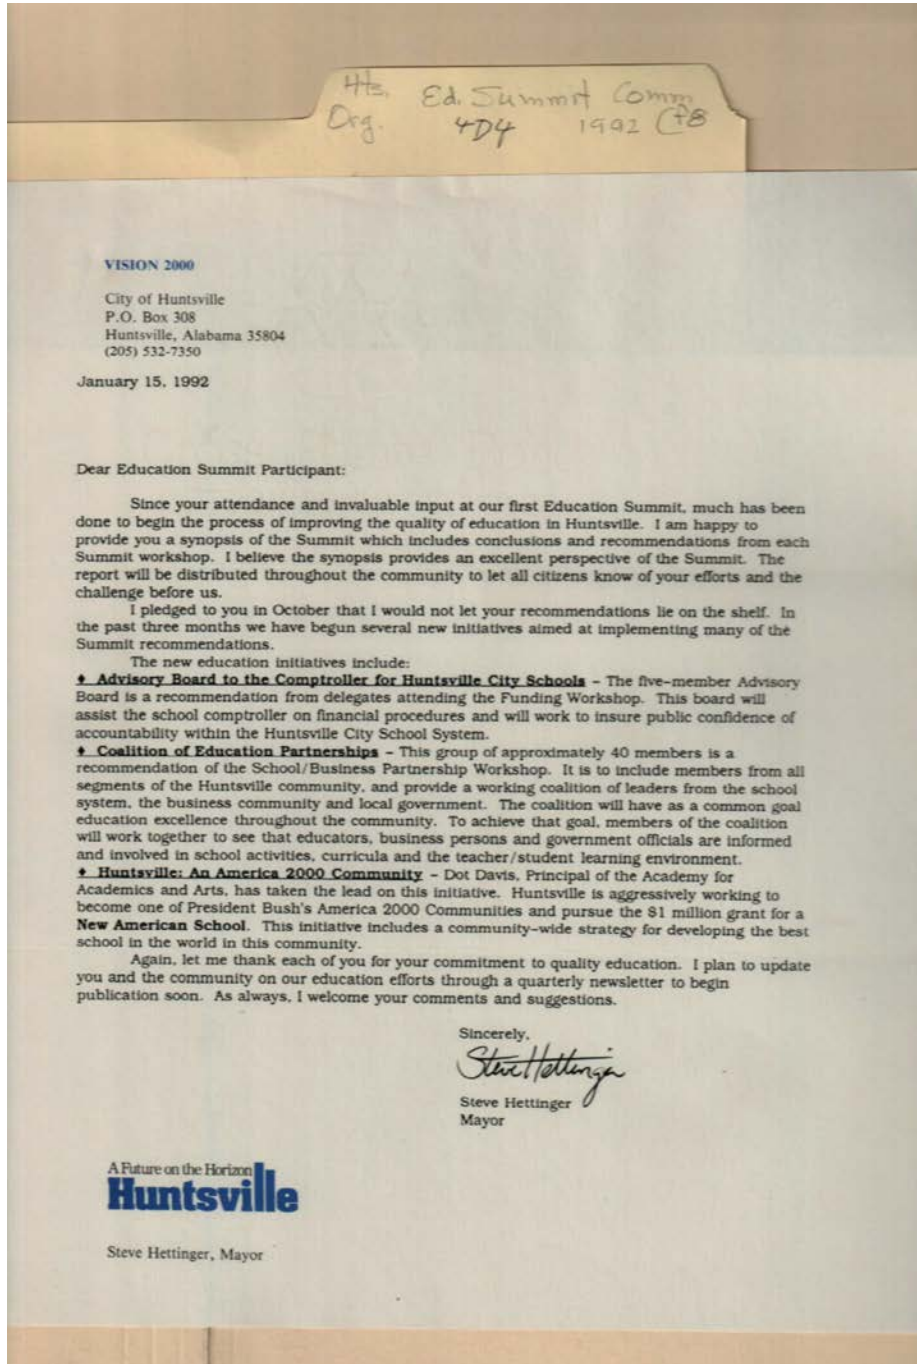 Hts. Ed. Summit Comm
Org. 4D4 1992
VISION 2000
City of Huntsville
P.O. Box 308
Huntsville, Alabama 35804
(205) 532-7350
January 15, 1992
Dear Education Summit Participant:
Since your attendance and invaluable input at our first Education Summit, much has been
done to begin the process of improving the quality of education in Huntsville. I am happy to
provide you a synopsis of the Summit which includes conclusions and recommendations from each
Summit workshop. I believe the synopsis provides an excellent perspective of the Summit. The
report will be distributed throughout the community to let all citizens know of your efforts and the
challenge before us.
I pledged to you in October that I would not let your recommendations lie on the shelf. In
the past three months we have begun several new initiatives aimed at implementing many of the
Summit recommendations.
The new education initiatives include:
♦ Advisory Board to the Comptroller for Huntsville City Schools – The five-member Advisory
Board is a recommendation from delegates attending the Funding Workshop. This board will
assist the school comptroller on financial procedures and will work to insure public confidence of
accountability within the Huntsville City School System.
♦ Coalition of Education Partnerships – This group of approximately 40 members is a
recommendation of the School/Business Partnership Workshop. It is to include members from all
segments of the Huntsville community, and provide a working coalition of leaders from the school
system, the business community and local government. The coalition will have as a common goal
education excellence throughout the community. To achieve that goal, members of the coalition
will work together to see that educators, business persons and government officials are informed
and involved in school activities, curricula and the teacher/student learning environment.
♦ Huntsville: An America 2000 Community – Dot Davis, Principal of the Academy for
Academics and Arts, has taken the lead on this initiative. Huntsville is aggressively working to
become one of President Bush's America 2000 Communities and pursue the $1 million grant for a
New American School. This initiative includes a community-wide strategy for developing the best
school in the world in this community.
Again, let me thank each of you for your commitment to quality education. I plan to update
you and the community on our education efforts through a quarterly newsletter to begin
publication soon. As always, I welcome your comments and suggestions.
Sincerely,
Steve Hettinger
Steve Hettinger
Mayor
A Future on the Horizon
Huntsville
Steve Hettinger, Mayor